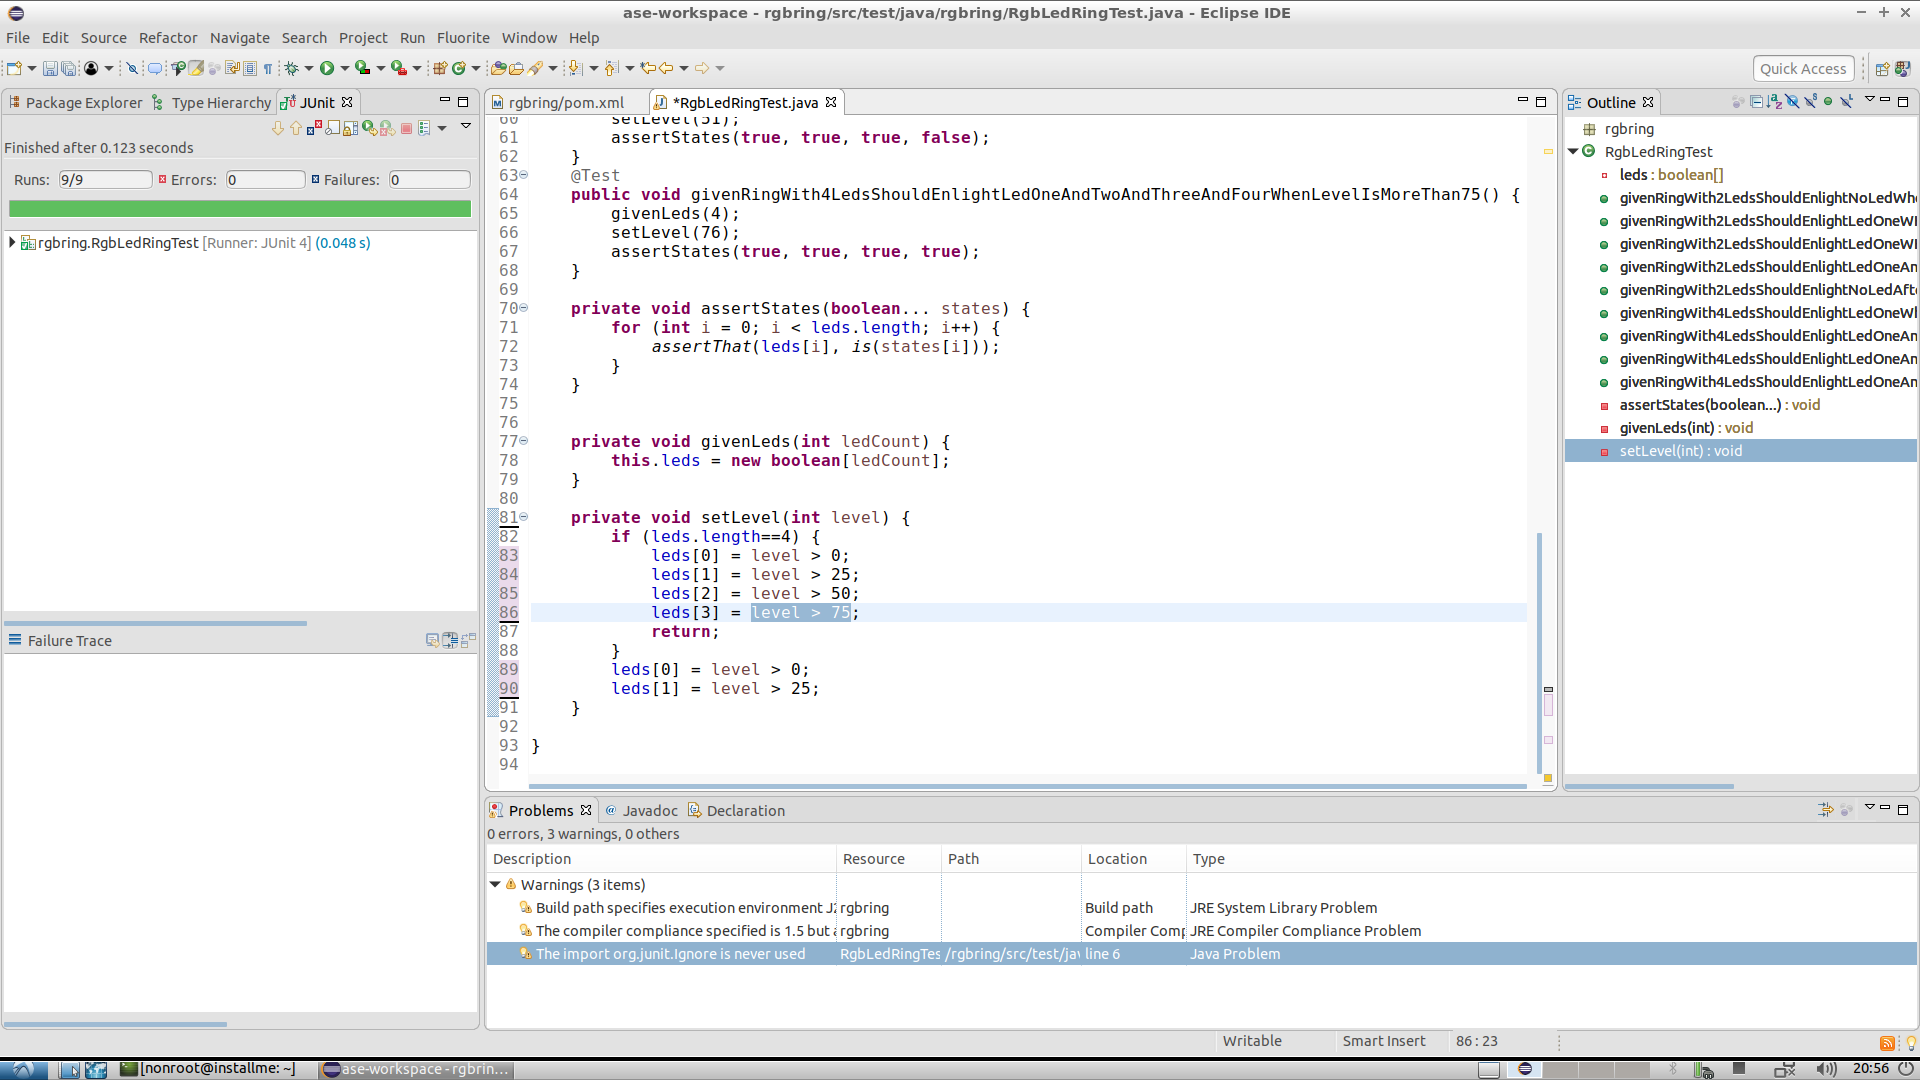 ase-workspace - rgbring/src/test/java/rgbring/RgbLedRingTest.java - Eclipse IDE
File Edit Source Refactor Navigate Search Project Run Fluorite Window Help
Quick Access
Package Explorer Type Hierarchy JUnit
Finished after 0.123 seconds
Runs: 9/9 Errors: 0 Failures: 0
rgbring.RgbLedRingTest [Runner: JUnit 4] (0.048 s)
Failure Trace
rgbring/pom.xml *RgbLedRingTest.java
60 setLevel(51);
61 assertStates(true, true, true, false);
62 }
63 @Test
64 public void givenRingWith4LedsShouldEnlightLedOneAndTwoAndThreeAndFourWhenLevelIsMoreThan75() {
65 givenLeds(4);
66 setLevel(76);
67 assertStates(true, true, true, true);
68 }
69
70 private void assertStates(boolean... states) {
71 for (int i = 0; i < leds.length; i++) {
72 assertThat(leds[i], is(states[i]));
73 }
74 }
75
76
77 private void givenLeds(int ledCount) {
78 this.leds = new boolean[ledCount];
79 }
80
81 private void setLevel(int level) {
82 if (leds.length==4) {
83 leds[0] = level > 0;
84 leds[1] = level > 25;
85 leds[2] = level > 50;
86 leds[3] = level > 75;
87 return;
88 }
89 leds[0] = level > 0;
90 leds[1] = level > 25;
91 }
92
93 }
94
Outline
rgbring
RgbLedRingTest
leds : boolean[]
givenRingWith2LedsShouldEnlightNoLedWhe
givenRingWith2LedsShouldEnlightLedOneWh
givenRingWith2LedsShouldEnlightLedOneWh
givenRingWith2LedsShouldEnlightLedOneAn
givenRingWith2LedsShouldEnlightNoLedAfte
givenRingWith4LedsShouldEnlightLedOneWh
givenRingWith4LedsShouldEnlightLedOneAn
givenRingWith4LedsShouldEnlightLedOneAn
givenRingWith4LedsShouldEnlightLedOneAn
assertStates(boolean...) : void
givenLeds(int) : void
setLevel(int) : void
Problems Javadoc Declaration
0 errors, 3 warnings, 0 others
Description Resource Path Location Type
Warnings (3 items)
Build path specifies execution environment J2 rgbring Build path JRE System Library Problem
The compiler compliance specified is 1.5 but a rgbring Compiler Comp JRE Compiler Compliance Problem
The import org.junit.Ignore is never used RgbLedRingTes /rgbring/src/test/jav line 6 Java Problem
Writable Smart Insert 86 : 23
[nonroot@installme: ~] ase-workspace - rgbrin... 20:56